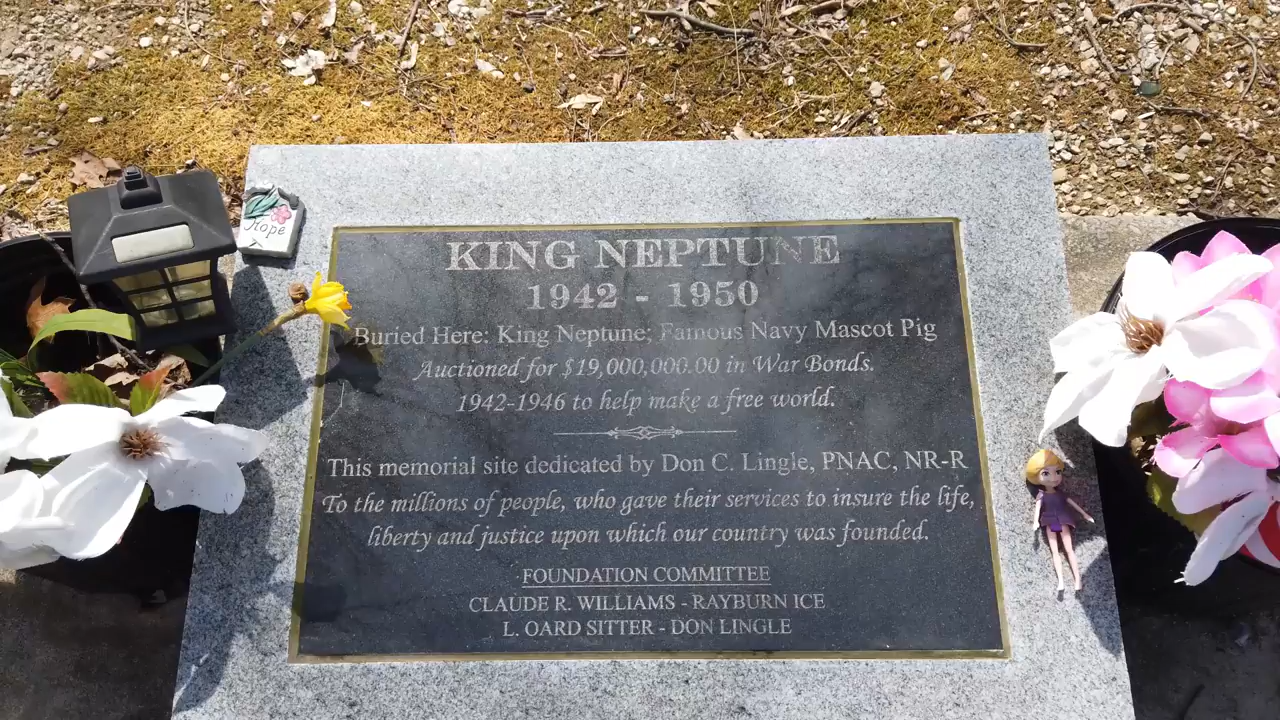 Hope
KING NEPTUNE
1942 - 1950
Buried Here: King Neptune; Famous Navy Mascot Pig
Auctioned for $19,000,000.00 in War Bonds.
1942-1946 to help make a free world.
This memorial site dedicated by Don C. Lingle, PNAC, NR-R
To the millions of people, who gave their services to insure the life,
liberty and justice upon which our country was founded.
FOUNDATION COMMITTEE
CLAUDE R. WILLIAMS - RAYBURN ICE
L. OARD SITTER - DON LINGLE